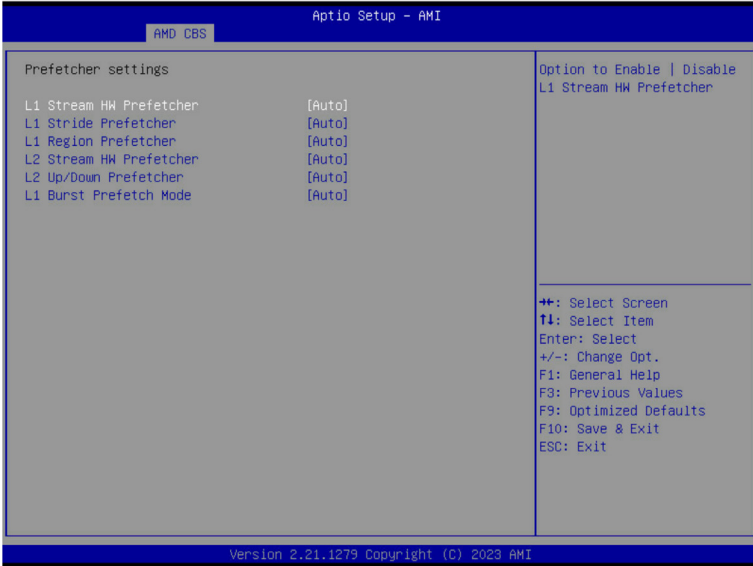 Aptio Setup – AMI
AMD CBS
Prefetcher settings
L1 Stream HW Prefetcher [Auto]
L1 Stride Prefetcher [Auto]
L1 Region Prefetcher [Auto]
L2 Stream HW Prefetcher [Auto]
L2 Up/Down Prefetcher [Auto]
L1 Burst Prefetch Mode [Auto]
Option to Enable | Disable
L1 Stream HW Prefetcher
→←: Select Screen
↑↓: Select Item
Enter: Select
+/-: Change Opt.
F1: General Help
F3: Previous Values
F9: Optimized Defaults
F10: Save & Exit
ESC: Exit
Version 2.21.1279 Copyright (C) 2023 AMI